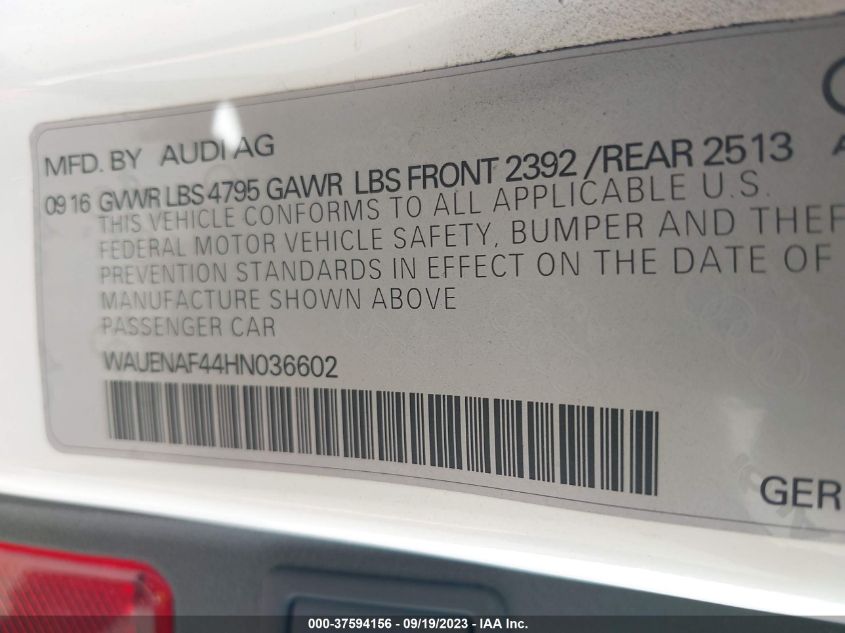 MFD. BY AUDI AG
09 16 GVWR LBS 4795 GAWR LBS FRONT 2392 /REAR 2513
THIS VEHICLE CONFORMS TO ALL APPLICABLE U.S.
FEDERAL MOTOR VEHICLE SAFETY, BUMPER AND THEF
PREVENTION STANDARDS IN EFFECT ON THE DATE OF
MANUFACTURE SHOWN ABOVE
PASSENGER CAR
WAUENAF44HN036602
GER
000-37594156 - 09/19/2023 - IAA Inc.